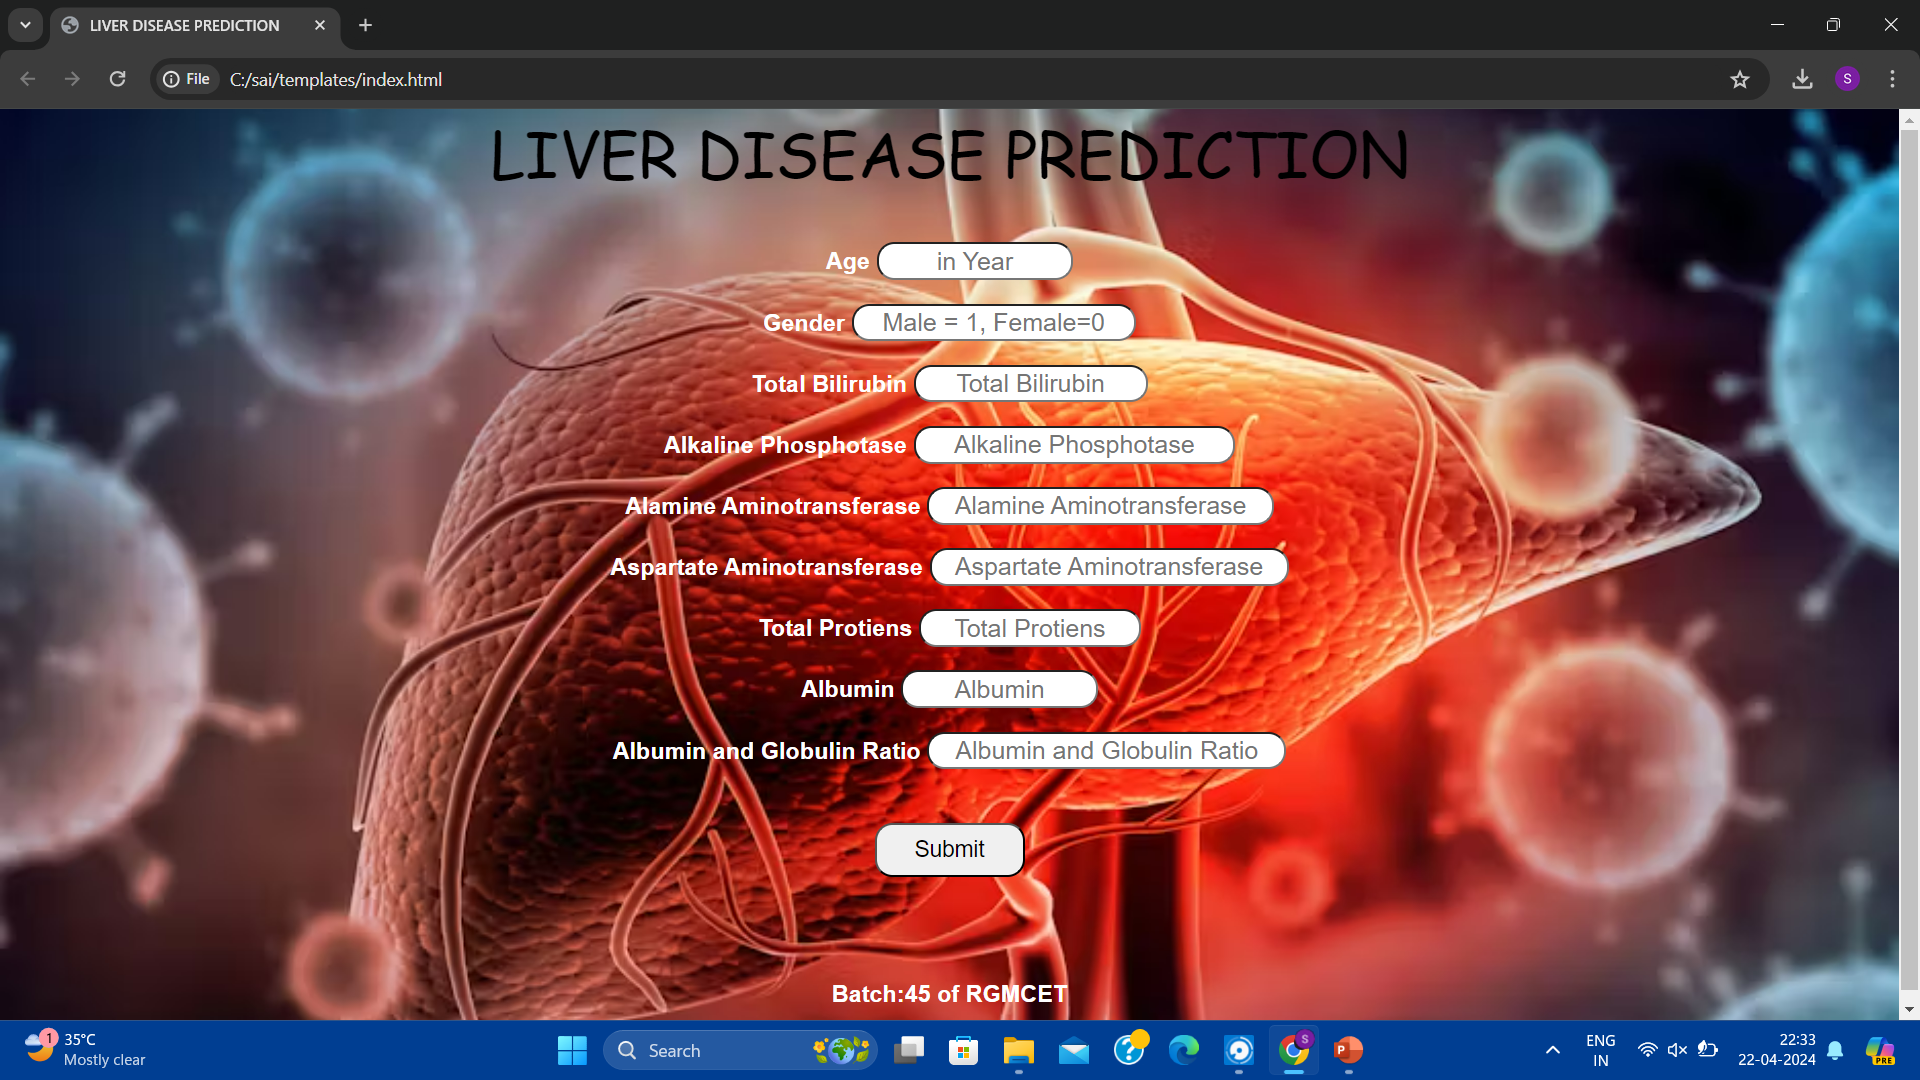 LIVER DISEASE PREDICTION
File C:/sai/templates/index.html
S
LIVER DISEASE PREDICTION
Age in Year
Gender Male = 1, Female=0
Total Bilirubin Total Bilirubin
Alkaline Phosphotase Alkaline Phosphotase
Alamine Aminotransferase Alamine Aminotransferase
Aspartate Aminotransferase Aspartate Aminotransferase
Total Protiens Total Protiens
Albumin Albumin
Albumin and Globulin Ratio Albumin and Globulin Ratio
Submit
Batch:45 of RGMCET
1
35°C
Mostly clear
Search
?
S
P
ENG
IN
22:33
22-04-2024
PRE